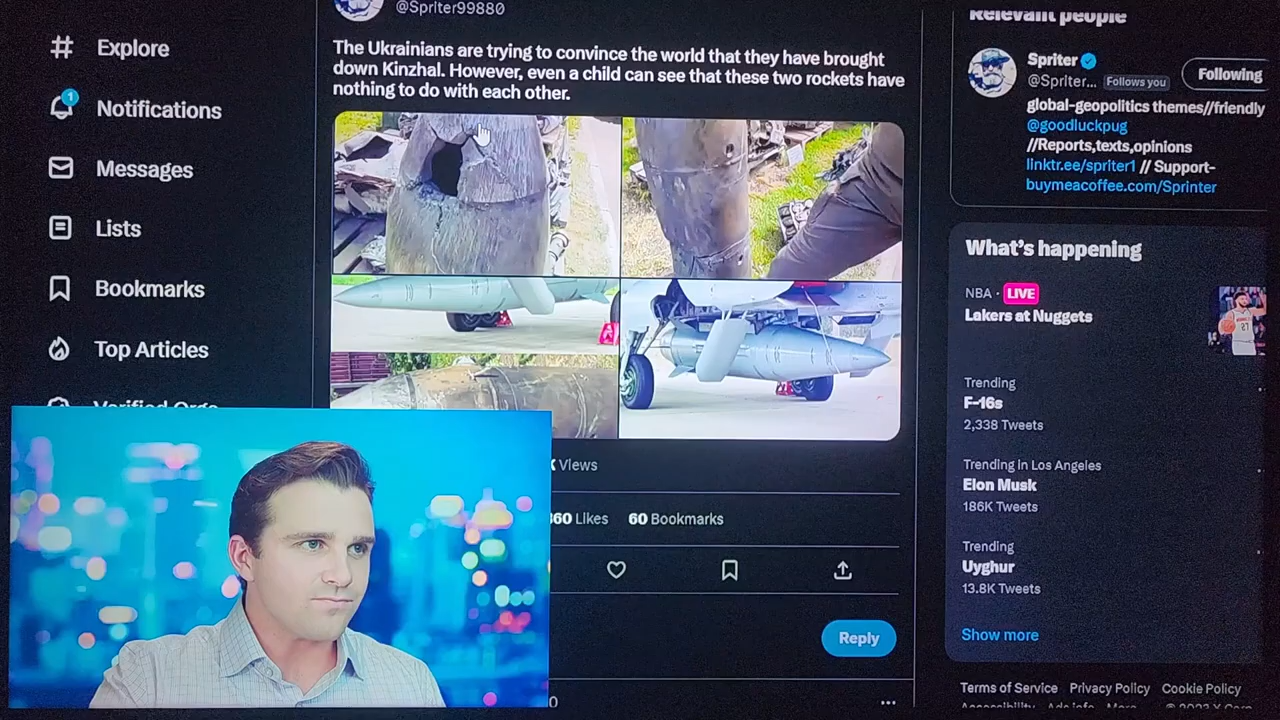 @Spriter99880
The Ukrainians are trying to convince the world that they have brought
down Kinzhal. However, even a child can see that these two rockets have
nothing to do with each other.
Explore
Notifications
1
Messages
Lists
Bookmarks
Top Articles
Views
Likes
60 Bookmarks
Reply
Relevant people
Spriter
@Spriter...
Follows you
Following
global-geopolitics themes//friendly
@goodluckpug
//Reports,texts,opinions
linktr.ee/spriter1 // Support-
buymeacoffee.com/Sprinter
What's happening
NBA · LIVE
Lakers at Nuggets
Trending
F-16s
2,338 Tweets
Trending in Los Angeles
Elon Musk
186K Tweets
Trending
Uyghur
13.8K Tweets
Show more
Terms of Service Privacy Policy Cookie Policy